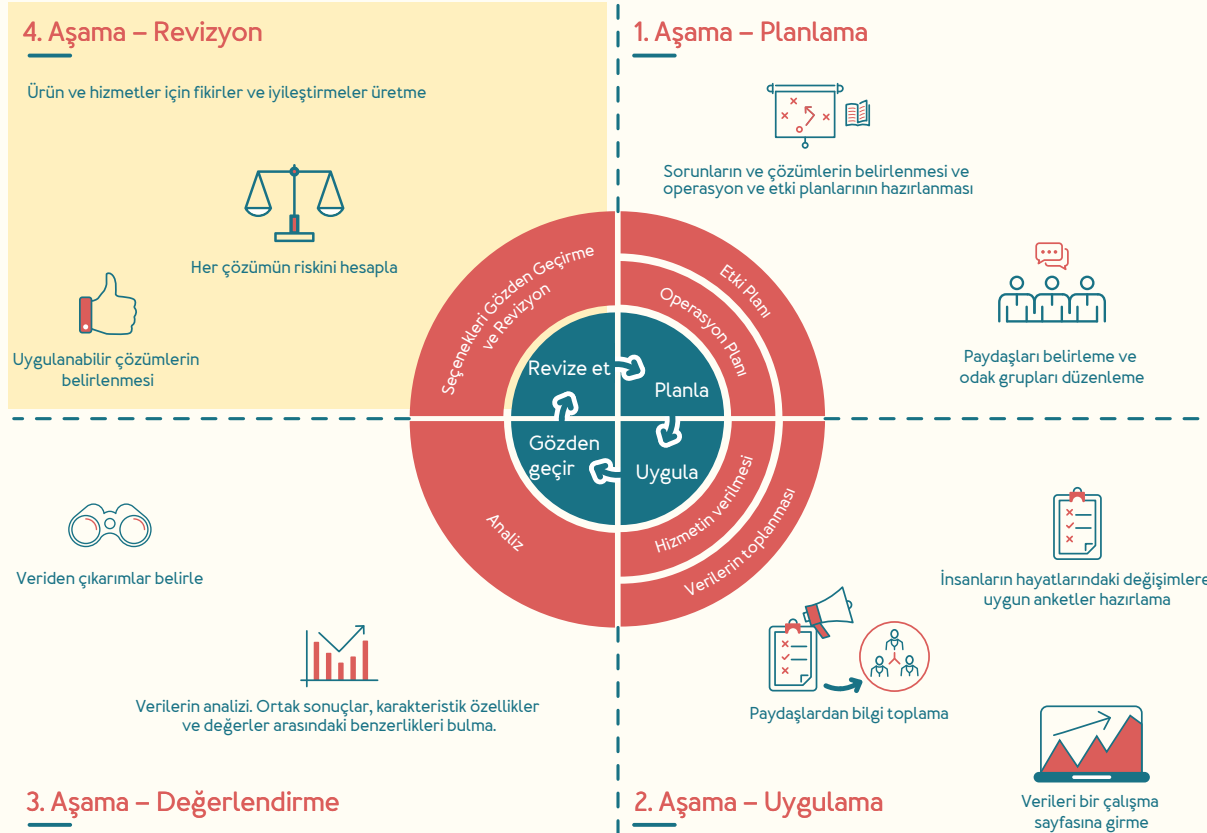 4. Aşama – Revizyon
Ürün ve hizmetler için fikirler ve iyileştirmeler üretme
Her çözümün riskini hesapla
Uygulanabilir çözümlerin
belirlenmesi
1. Aşama – Planlama
Sorunların ve çözümlerin belirlenmesi ve
operasyon ve etki planlarının hazırlanması
Paydaşları belirleme ve
odak grupları düzenleme
Seçenekleri Gözden Geçirme
ve Revizyon
Etki Planı
Operasyon Planı
Revize et
Planla
Gözden
geçir
Uygula
Analiz
Hizmetin verilmesi
Verilerin toplanması
Veriden çıkarımlar belirle
Verilerin analizi. Ortak sonuçlar, karakteristik özellikler
ve değerler arasındaki benzerlikleri bulma.
3. Aşama – Değerlendirme
İnsanların hayatlarındaki değişimlere
uygun anketler hazırlama
Paydaşlardan bilgi toplama
Verileri bir çalışma
sayfasına girme
2. Aşama – Uygulama